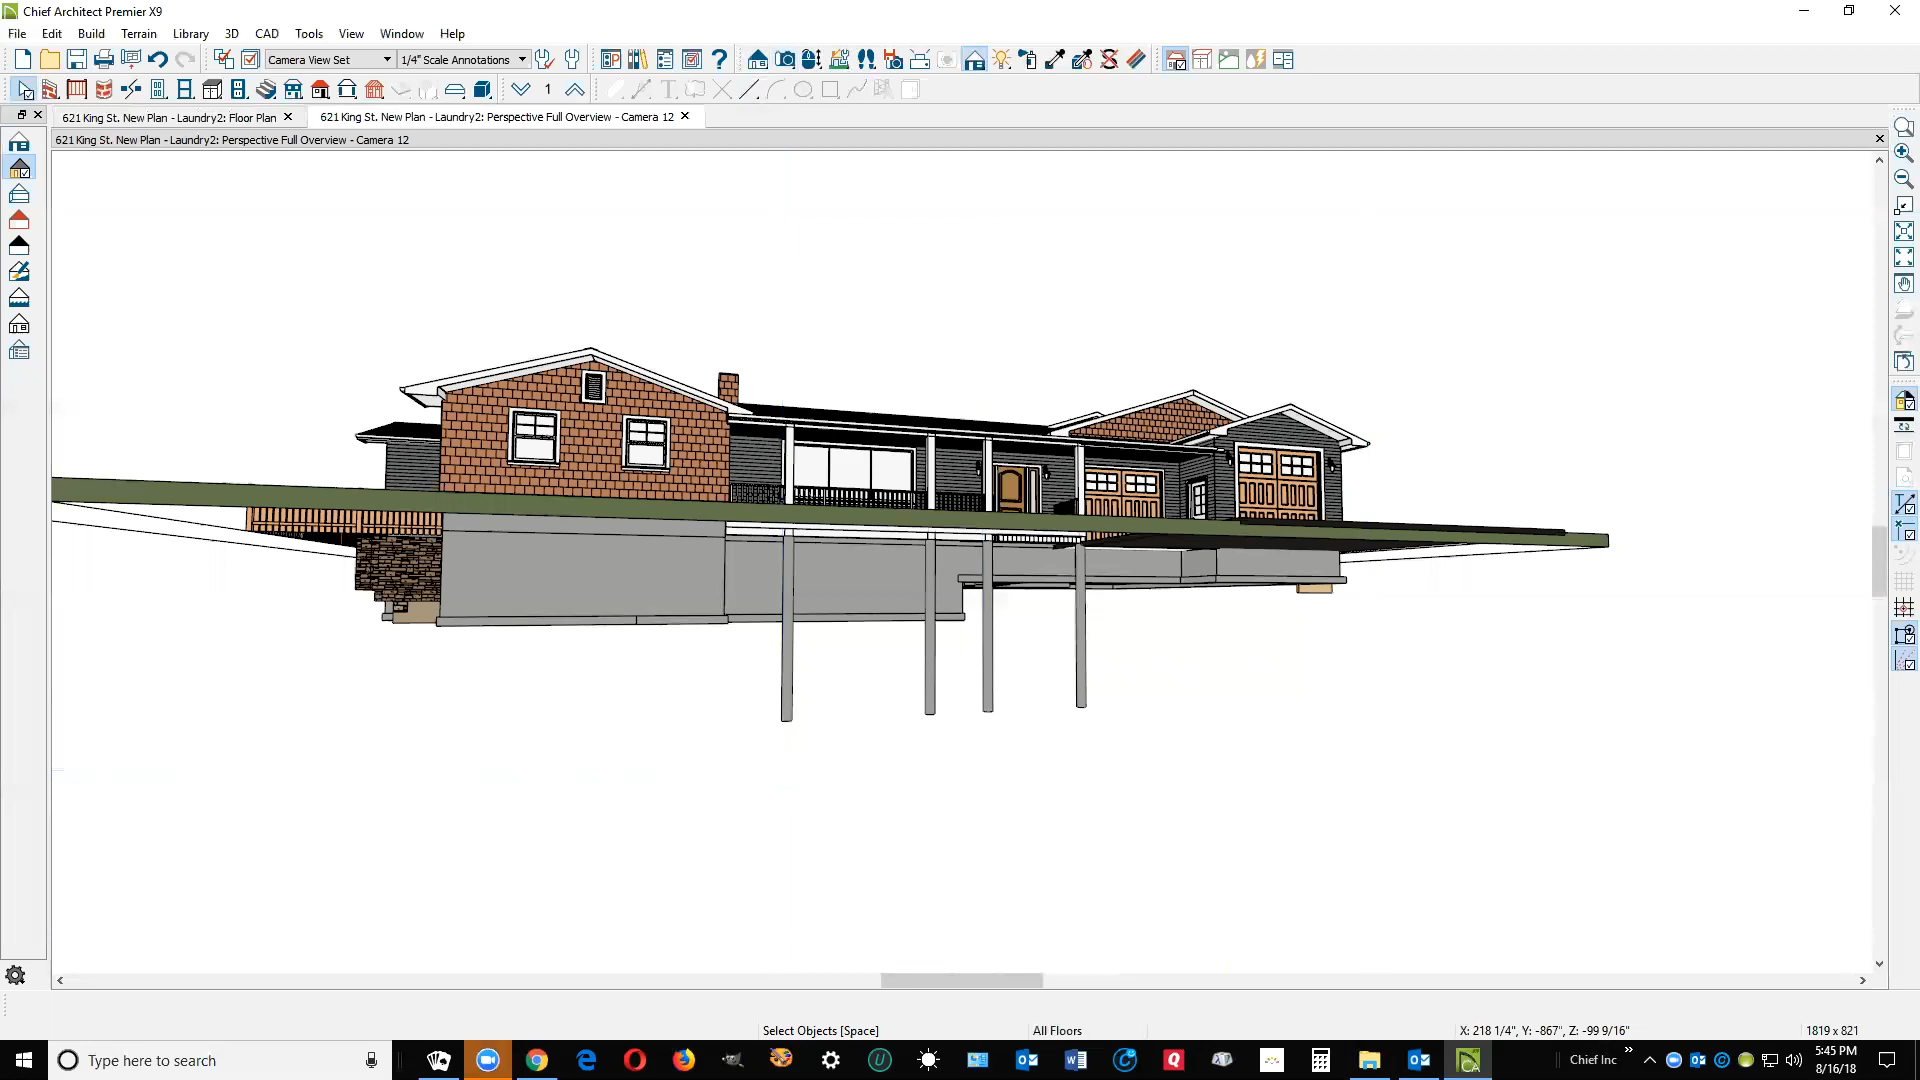 Chief Architect Premier X9
File Edit Build Terrain Library 3D CAD Tools View Window Help
Camera View Set 1/4" Scale Annotations
1
621 King St. New Plan - Laundry2: Floor Plan 621 King St. New Plan - Laundry2: Perspective Full Overview - Camera 12
621 King St. New Plan - Laundry2: Perspective Full Overview - Camera 12
Select Objects [Space] All Floors X: 218 1/4", Y: -867", Z: -99 9/16" 1819 x 821
Type here to search Chief Inc 5:45 PM
8/16/18